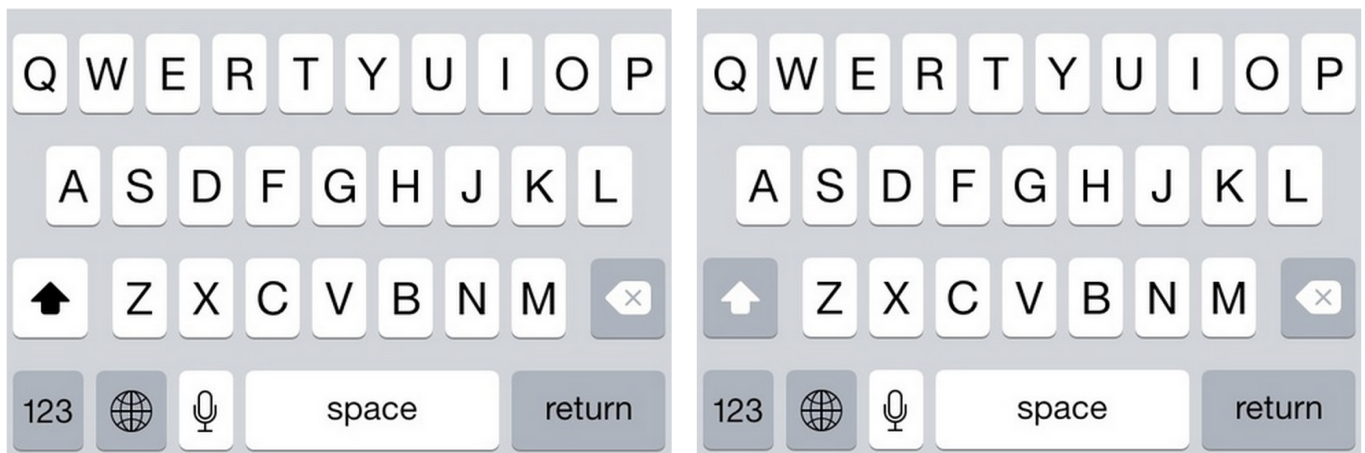 Q W E R T Y U I O P
A S D F G H J K L
Z X C V B N M
123 space return
Q W E R T Y U I O P
A S D F G H J K L
Z X C V B N M
123 space return